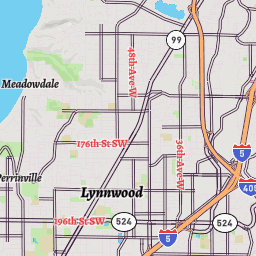 99
48th Ave W
Meadowdale
176th St SW
36th Ave W
5
Perrinville
405
Lynnwood
196th St SW
524
524
5